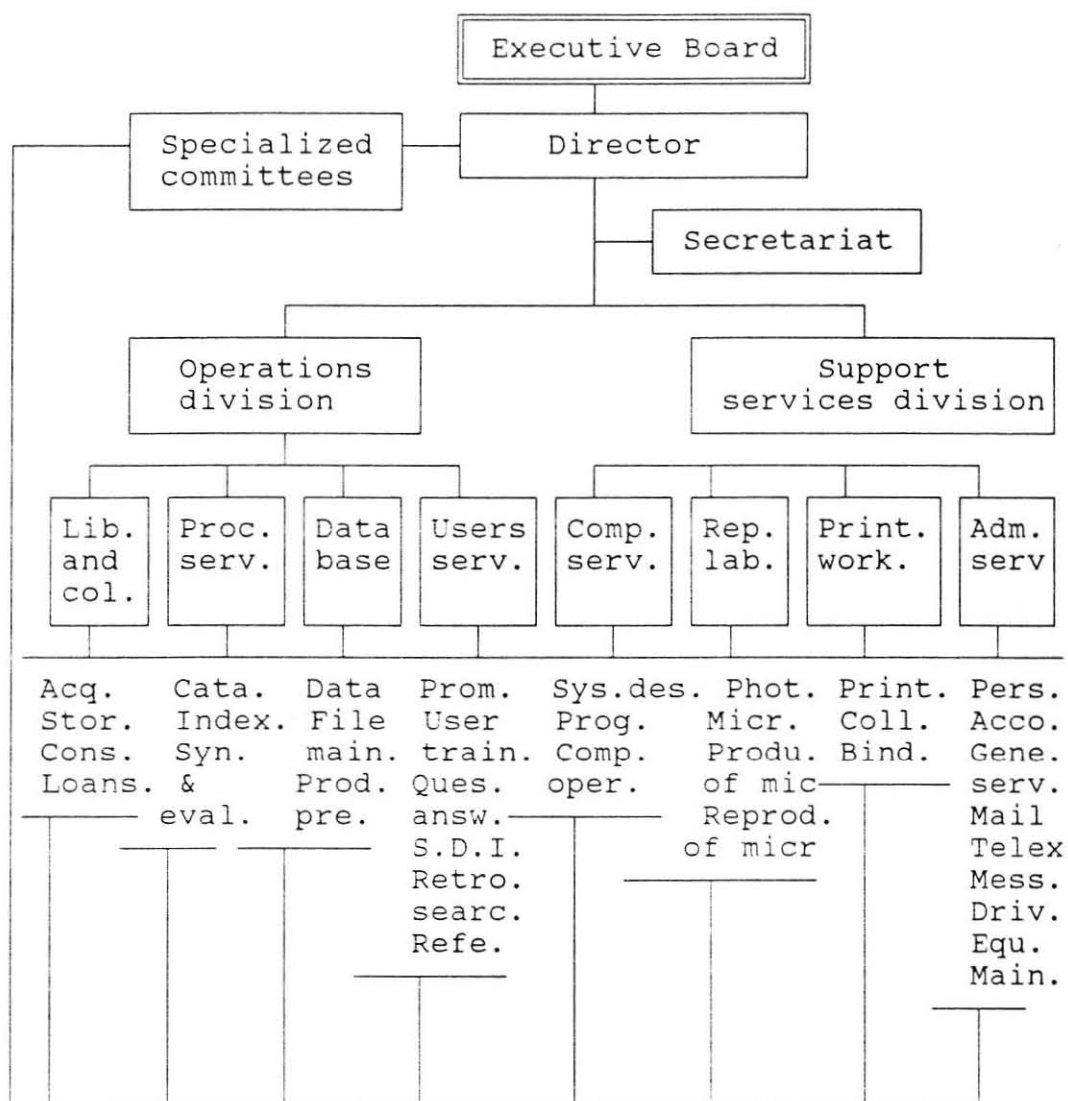 Executive Board
Specialized
committees
Director
Secretariat
Operations
division
Support
services division
Lib.
and
col.
Proc.
serv.
Data
base
Users
serv.
Comp.
serv.
Rep.
lab.
Print.
work.
Adm.
serv
Acq.
Stor.
Cons.
Loans.
Cata.
Index.
Syn.
&
eval.
Data
File
main.
Prod.
pre.
Prom.
User
train.
Ques.
answ.
S.D.I.
Retro.
searc.
Refe.
Sys.des.
Prog.
Comp.
oper.
Phot.
Micr.
Produ.
of mic
Reprod.
of micr
Print.
Coll.
Bind.
Pers.
Acco.
Gene.
serv.
Mail
Telex
Mess.
Driv.
Equ.
Main.